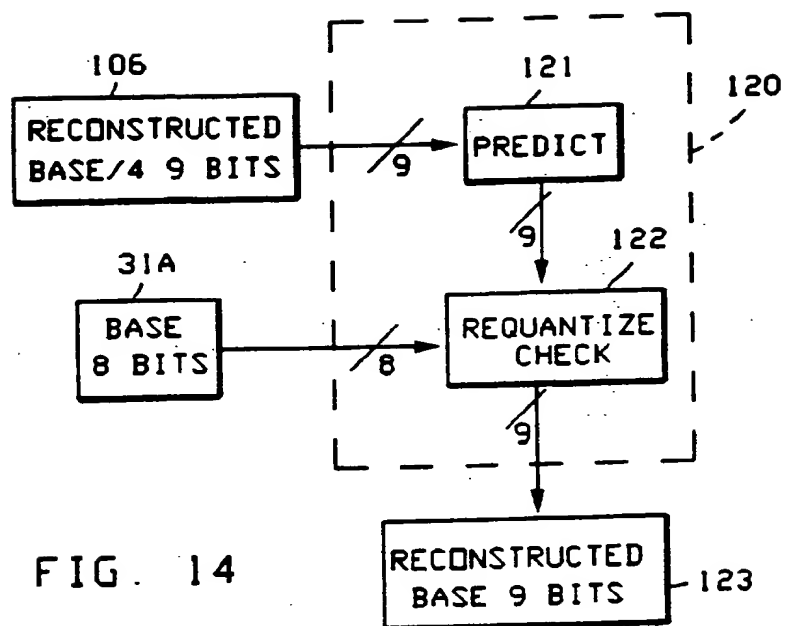 106
RECONSTRUCTED
BASE/4 9 BITS
9
121
PREDICT
120
9
31A
BASE
8 BITS
8
122
REQUANTIZE
CHECK
9
RECONSTRUCTED
BASE 9 BITS
123
FIG. 14